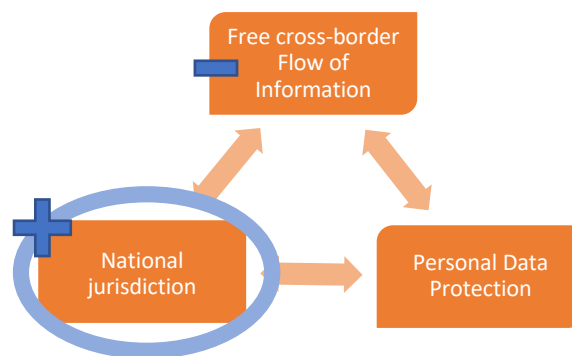 Free cross-border
Flow of
Information
National
jurisdiction
Personal Data
Protection